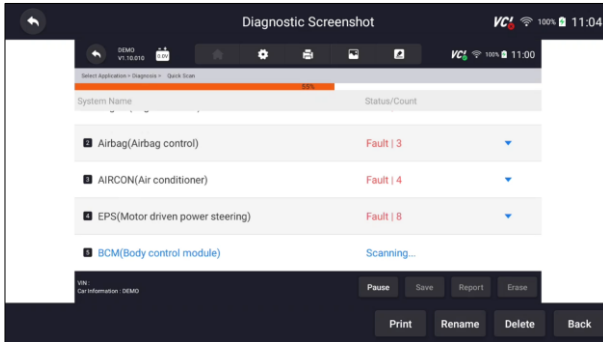 Diagnostic Screenshot
VCI 100% 11:04
DEMO
V1.10.010
0.0V
VCI 100% 11:00
Select Application > Diagnosis > Quick Scan
55%
System Name Status/Count
2 Airbag(Airbag control) Fault | 3
3 AIRCON(Air conditioner) Fault | 4
4 EPS(Motor driven power steering) Fault | 8
5 BCM(Body control module) Scanning...
VIN :
Car Information : DEMO
Pause Save Report Erase
Print Rename Delete Back